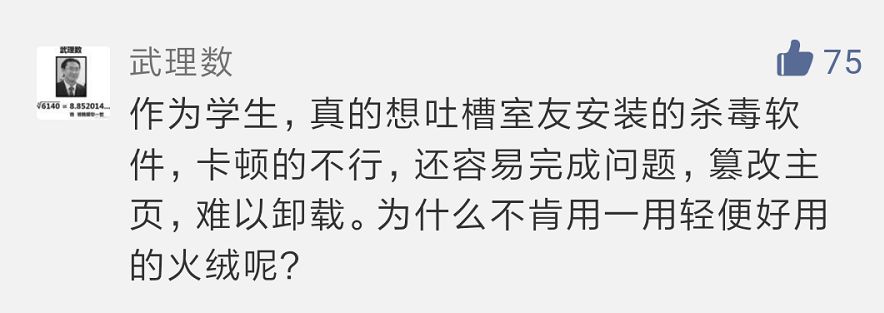 武理数
武理数
75
∜6140 ≈ 8.852014...
作为学生，真的想吐槽室友安装的杀毒软
件，卡顿的不行，还容易完成问题，篡改主
页，难以卸载。为什么不肯用一用轻便好用
的火绒呢？